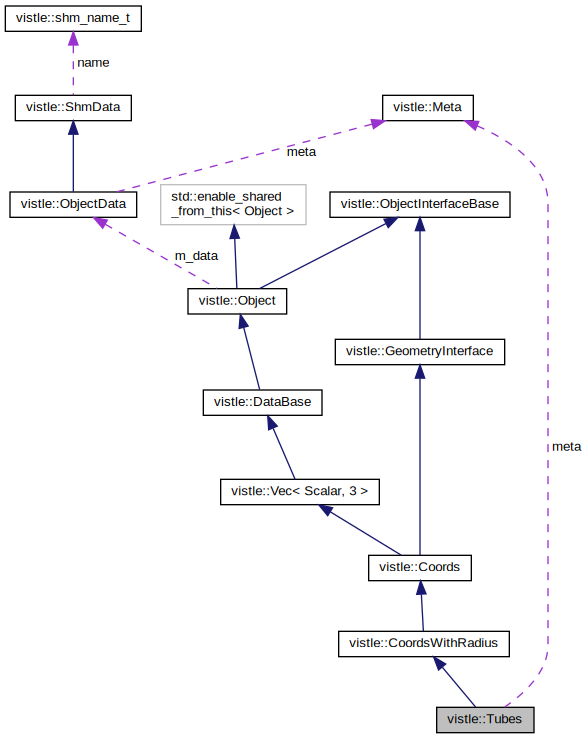 vistle::shm_name_t
name
vistle::ShmData
vistle::Meta
meta
vistle::ObjectData
std::enable_shared
_from_this< Object >
vistle::ObjectInterfaceBase
m_data
vistle::Object
vistle::GeometryInterface
vistle::DataBase
meta
vistle::Vec< Scalar, 3 >
vistle::Coords
vistle::CoordsWithRadius
vistle::Tubes